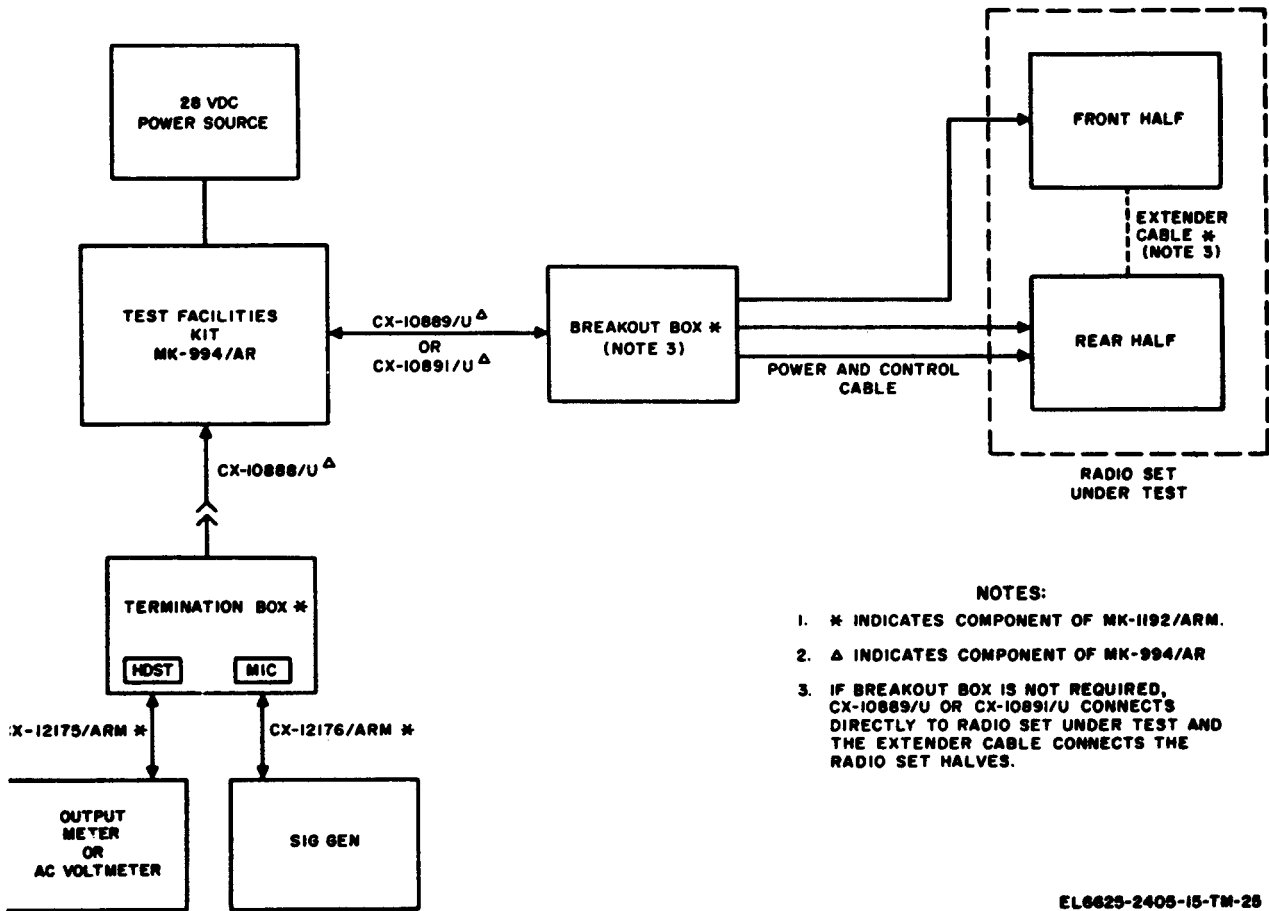 28 VDC
POWER SOURCE
FRONT HALF
EXTENDER
CABLE *
(NOTE 3)
TEST FACILITIES
KIT
MK-994/AR
CX-10889/U Δ
OR
CX-10891/U Δ
BREAKOUT BOX *
(NOTE 3)
POWER AND CONTROL
CABLE
REAR HALF
RADIO SET
UNDER TEST
CX-10888/U Δ
TERMINATION BOX *
HDST
MIC
X-12175/ARM *
CX-12176/ARM *
OUTPUT
METER
OR
AC VOLTMETER
SIG GEN
NOTES:
1. * INDICATES COMPONENT OF MK-1192/ARM.
2. Δ INDICATES COMPONENT OF MK-994/AR
3. IF BREAKOUT BOX IS NOT REQUIRED,
CX-10889/U OR CX-10891/U CONNECTS
DIRECTLY TO RADIO SET UNDER TEST AND
THE EXTENDER CABLE CONNECTS THE
RADIO SET HALVES.
EL6625-2405-15-TM-25